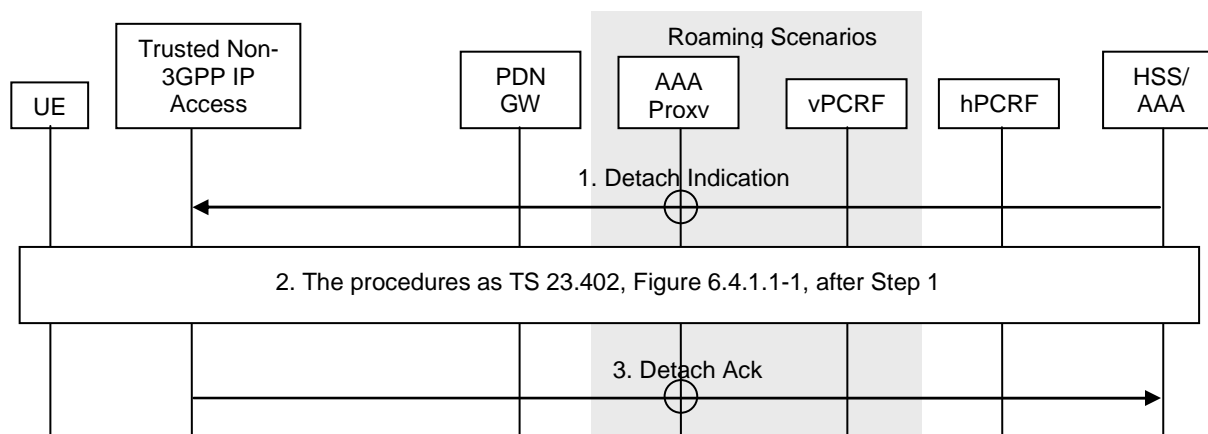 Roaming Scenarios
Trusted Non-
3GPP IP
Access
UE
PDN
GW
AAA
Proxy
vPCRF
hPCRF
HSS/
AAA
1. Detach Indication
2. The procedures as TS 23.402, Figure 6.4.1.1-1, after Step 1
3. Detach Ack